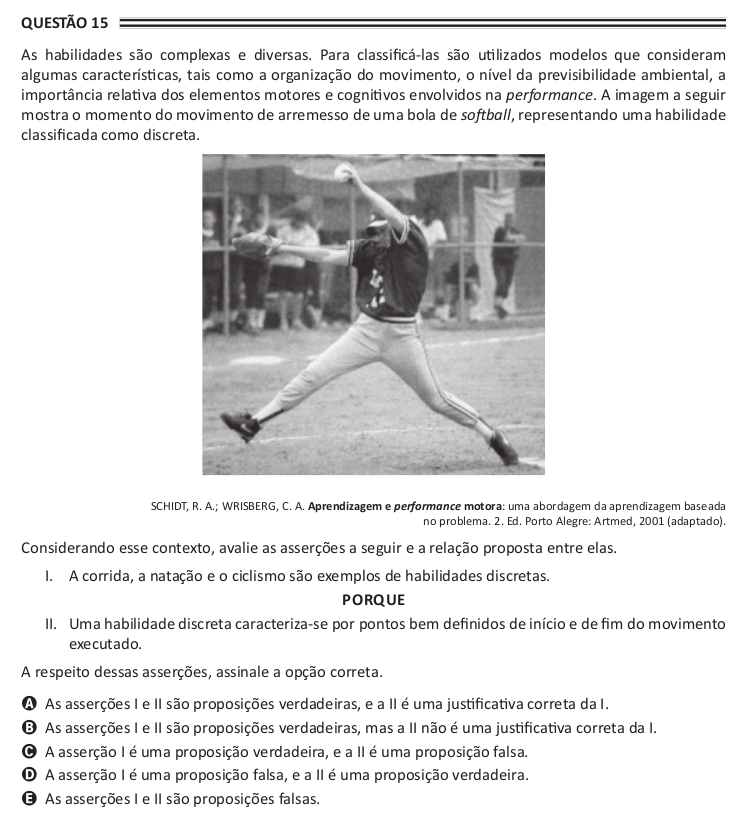 QUESTÃO 15
As habilidades são complexas e diversas. Para classificá-las são utilizados modelos que consideram
algumas características, tais como a organização do movimento, o nível da previsibilidade ambiental, a
importância relativa dos elementos motores e cognitivos envolvidos na performance. A imagem a seguir
mostra o momento do movimento de arremesso de uma bola de softball, representando uma habilidade
classificada como discreta.
SCHIDT, R. A.; WRISBERG, C. A. Aprendizagem e performance motora: uma abordagem da aprendizagem baseada
no problema. 2. Ed. Porto Alegre: Artmed, 2001 (adaptado).
Considerando esse contexto, avalie as asserções a seguir e a relação proposta entre elas.
I. A corrida, a natação e o ciclismo são exemplos de habilidades discretas.
PORQUE
II. Uma habilidade discreta caracteriza-se por pontos bem definidos de início e de fim do movimento
executado.
A respeito dessas asserções, assinale a opção correta.
A As asserções I e II são proposições verdadeiras, e a II é uma justificativa correta da I.
B As asserções I e II são proposições verdadeiras, mas a II não é uma justificativa correta da I.
C A asserção I é uma proposição verdadeira, e a II é uma proposição falsa.
D A asserção I é uma proposição falsa, e a II é uma proposição verdadeira.
E As asserções I e II são proposições falsas.